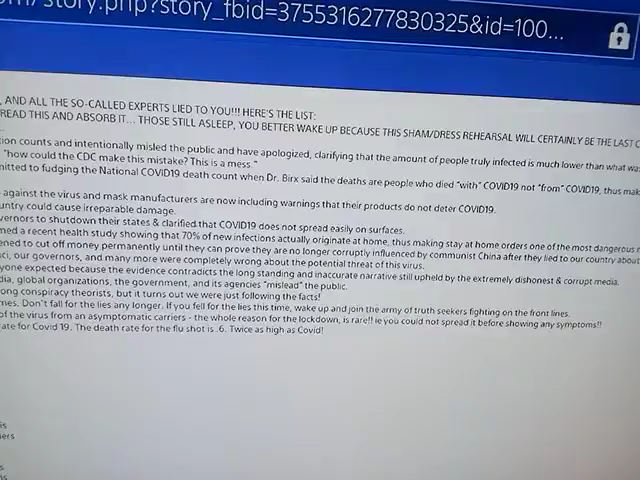 m/story.php?story_fbid=3755316277830325&id=100...
, AND ALL THE SO-CALLED EXPERTS LIED TO YOU!!! HERE'S THE LIST:
READ THIS AND ABSORB IT... THOSE STILL ASLEEP, YOU BETTER WAKE UP BECAUSE THIS SHAM/DRESS REHEARSAL WILL CERTAINLY BE THE LAST C
tion counts and intentionally misled the public and have apologized, clarifying that the amount of people truly infected is much lower than what wa
"how could the CDC make this mistake? This is a mess."
mitted to fudging the National COVID19 death count when Dr. Birx said the deaths are people who died "with" COVID19 not "from" COVID19, thus mak
against the virus and mask manufacturers are now including warnings that their products do not deter COVID19.
untry could cause irreparable damage.
vernors to shutdown their states & clarified that COVID19 does not spread easily on surfaces.
med a recent health study showing that 70% of new infections actually originate at home, thus making stay at home orders one of the most dangerous
ened to cut off money permanently until they can prove they are no longer corruptly influenced by communist China after they lied to our country about
ci, our governors, and many more were completely wrong about the potential threat of this virus.
yone expected because the evidence contradicts the long standing and inaccurate narrative still upheld by the extremely dishonest & corrupt media.
dia, global organizations, the government, and its agencies "mislead" the public.
ong conspiracy theorists, but it turns out we were just following the facts!
mes. Don't fall for the lies any longer. If you fell for the lies this time, wake up and join the army of truth seekers fighting on the front lines.
of the virus from an asymptomatic carriers - the whole reason for the lockdown, is rare!! ie you could not spread it before showing any symptoms!!
ate for Covid 19. The death rate for the flu shot is .6. Twice as high as Covid!
is
iers
s
ns